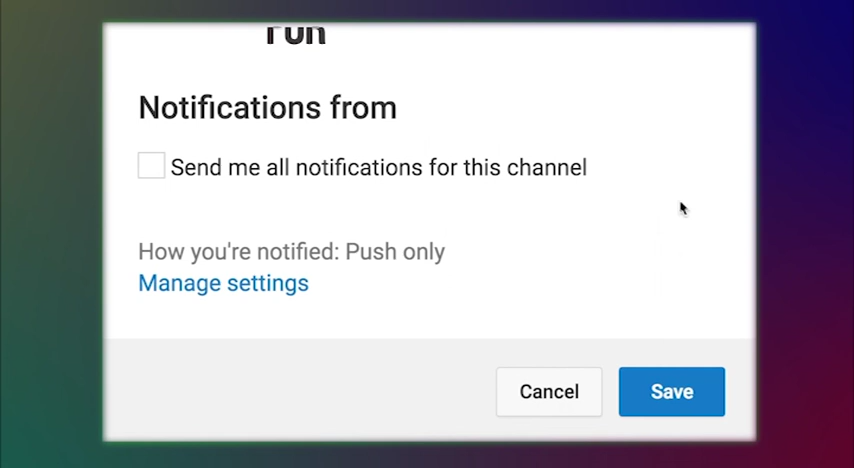 Notifications from
Send me all notifications for this channel
How you're notified: Push only
Manage settings
Cancel
Save